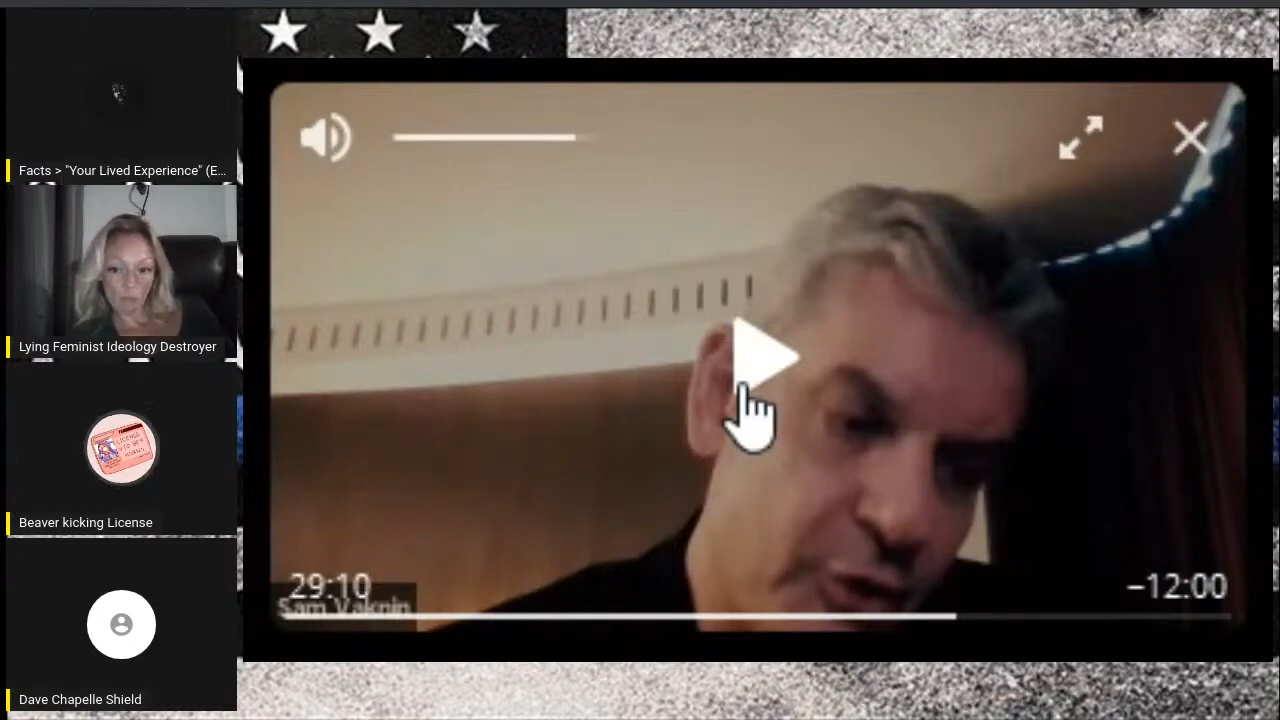 Facts > "Your Lived Experience" (E...
Lying Feminist Ideology Destroyer
Beaver kicking License
Dave Chapelle Shield
29:10
-12:00
Sam Vaknin